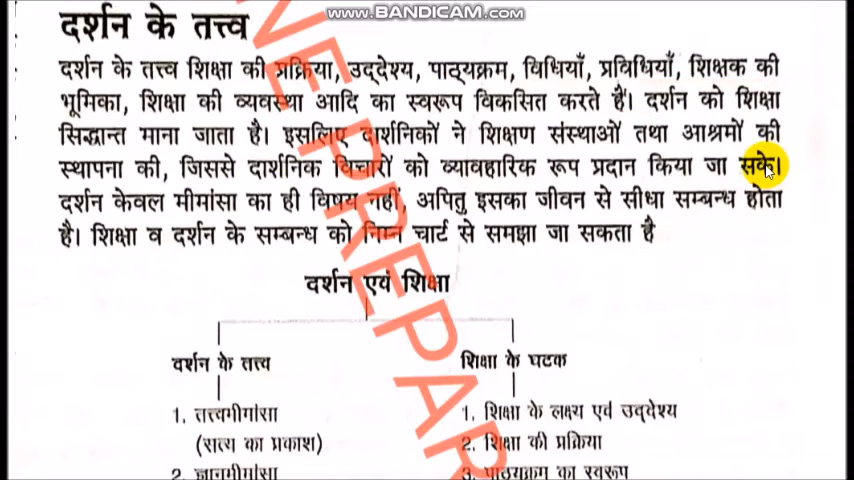 www.BANDICAM.com
दर्शन के तत्त्व
दर्शन के तत्त्व शिक्षा की प्रक्रिया, उद्देश्य, पाठ्यक्रम, विधियाँ, प्रविधियाँ, शिक्षक की
भूमिका, शिक्षा की व्यवस्था आदि का स्वरूप विकसित करते हैं। दर्शन को शिक्षा
सिद्धान्त माना जाता है। इसलिए दार्शनिकों ने शिक्षण संस्थाओं तथा आश्रमों की
स्थापना की, जिससे दार्शनिक विचारों को व्यावहारिक रूप प्रदान किया जा सके।
दर्शन केवल मीमांसा का ही विषय नहीं, अपितु इसका जीवन से सीधा सम्बन्ध होता
है। शिक्षा व दर्शन के सम्बन्ध को निम्न चार्ट से समझा जा सकता है
दर्शन एवं शिक्षा
दर्शन के तत्त्व
शिक्षा के घटक
1. तत्त्वमीमांसा
(सत्य का प्रकाश)
2. ज्ञानमीमांसा
1. शिक्षा के लक्ष्य एवं उद्देश्य
2. शिक्षा की प्रक्रिया
3. पाठ्यक्रम का स्वरूप
NE PREPAR